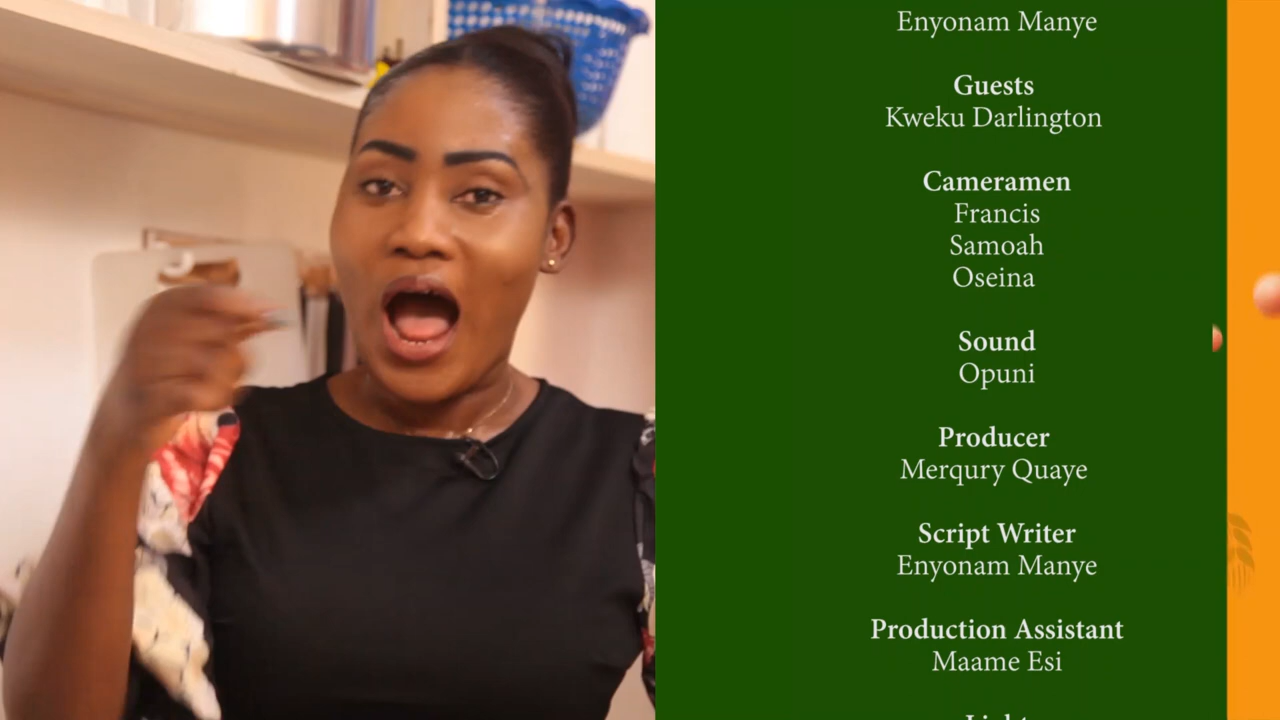 Enyonam Manye
Guests
Kweku Darlington
Cameramen
Francis
Samoah
Oseina
Sound
Opuni
Producer
Merqury Quaye
Script Writer
Enyonam Manye
Production Assistant
Maame Esi